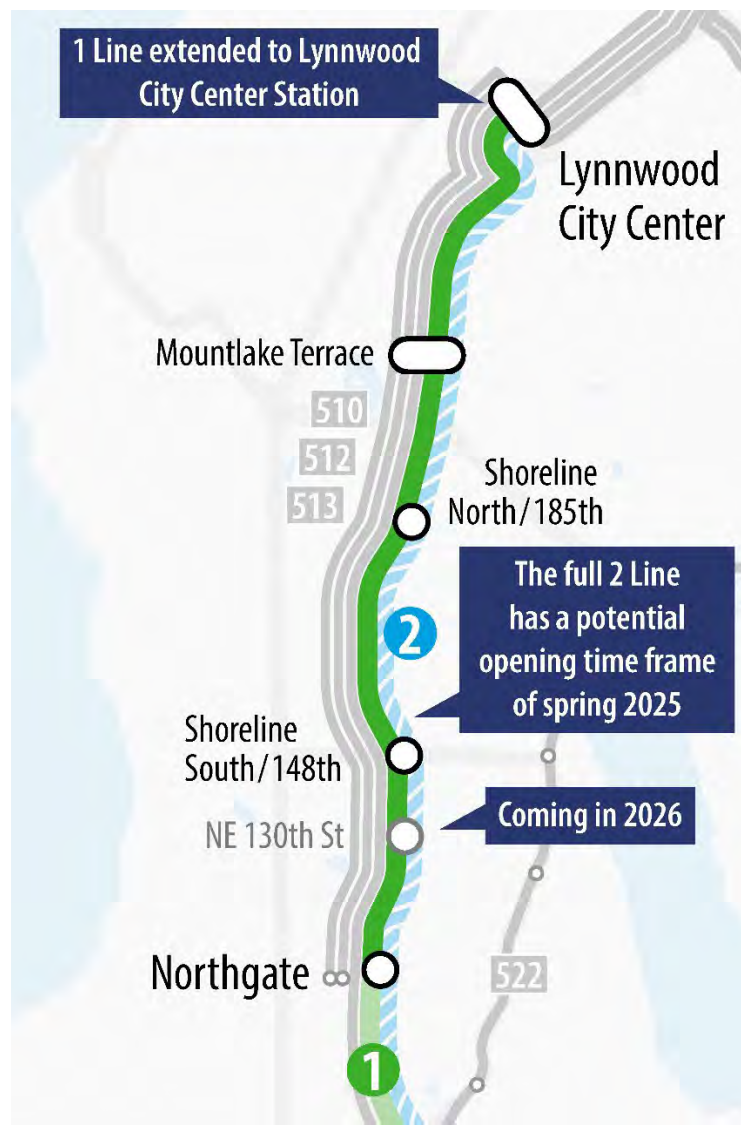 1 Line extended to Lynnwood
City Center Station
Lynnwood
City Center
Mountlake Terrace
510
512
513
Shoreline
North/185th
The full 2 Line
has a potential
opening time frame
of spring 2025
2
Shoreline
South/148th
Coming in 2026
NE 130th St
Northgate
522
1